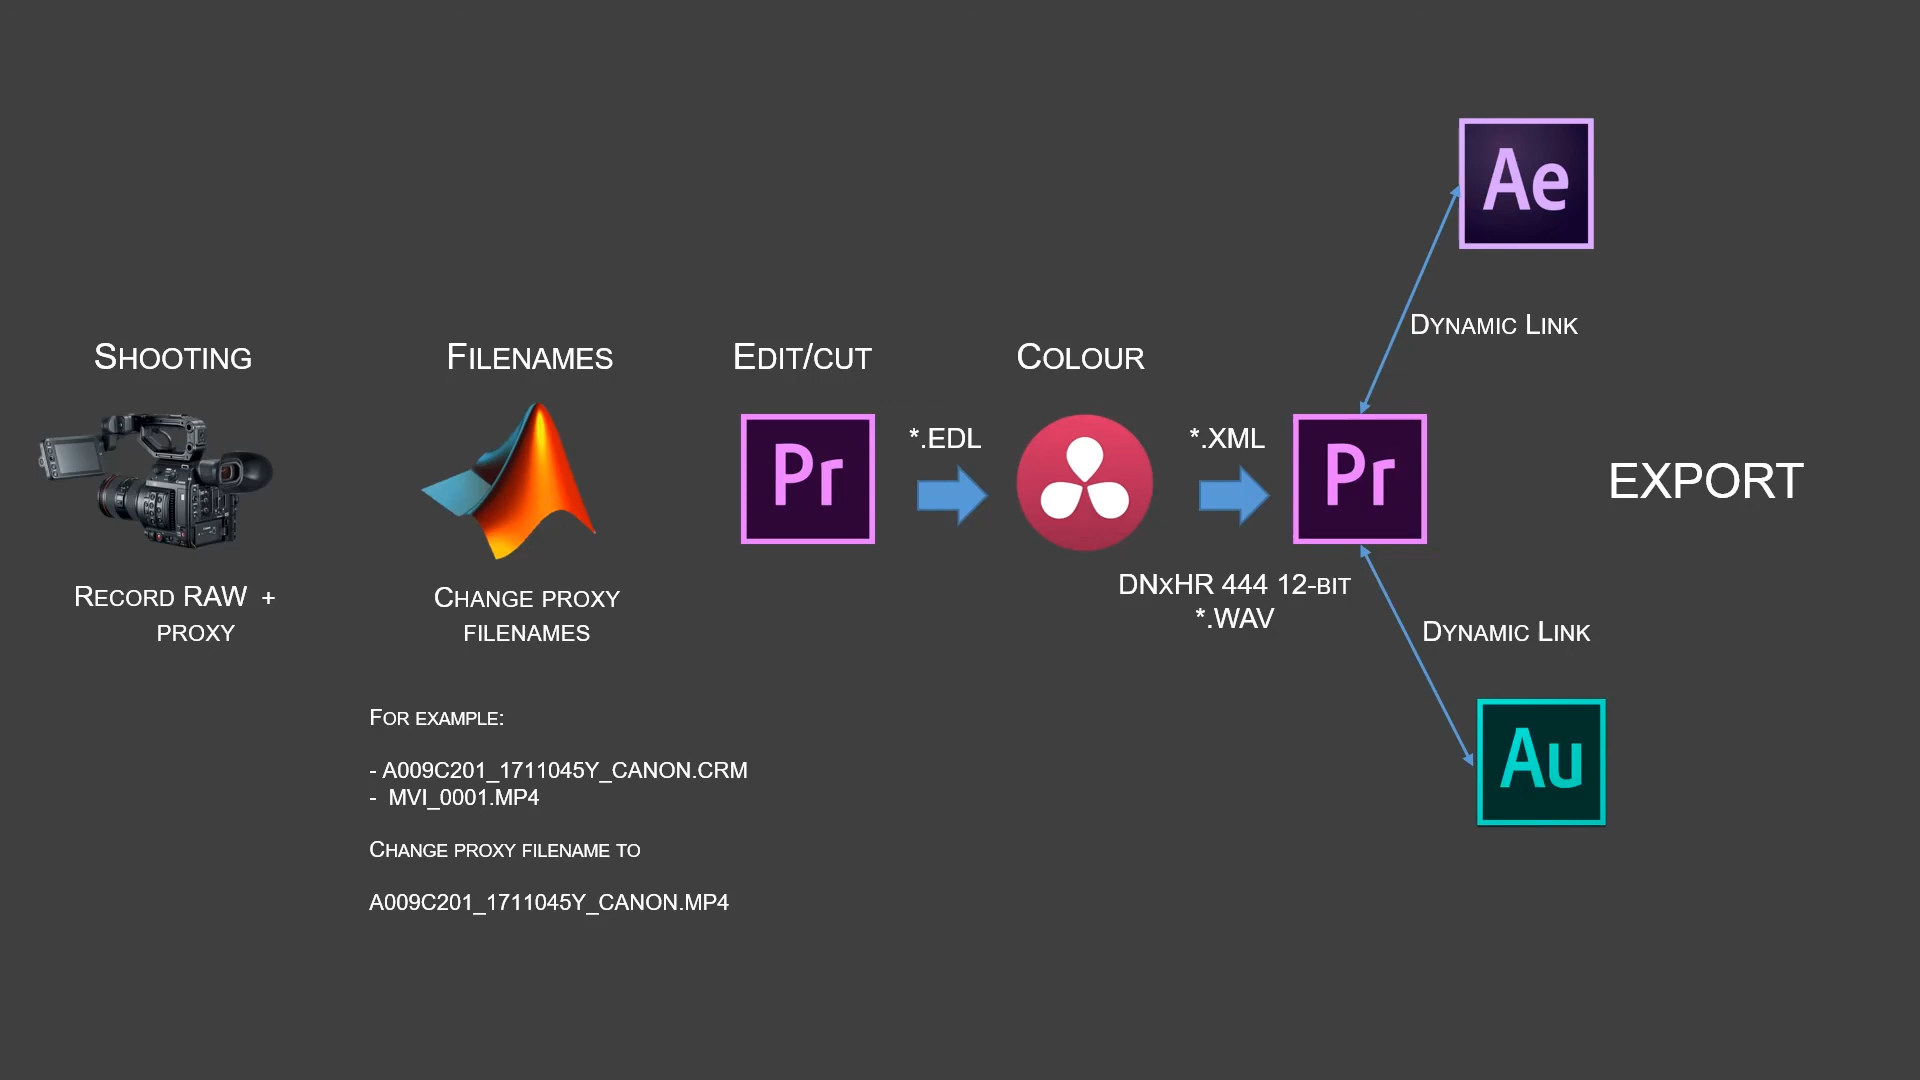 SHOOTING
RECORD RAW +
PROXY
FILENAMES
CHANGE PROXY
FILENAMES
FOR EXAMPLE:
- A009C201_1711045Y_CANON.CRM
- MVI_0001.MP4
CHANGE PROXY FILENAME TO
A009C201_1711045Y_CANON.MP4
EDIT/CUT
Pr
*.EDL
COLOUR
*.XML
DNxHR 444 12-BIT
*.WAV
Pr
Ae
DYNAMIC LINK
DYNAMIC LINK
Au
EXPORT